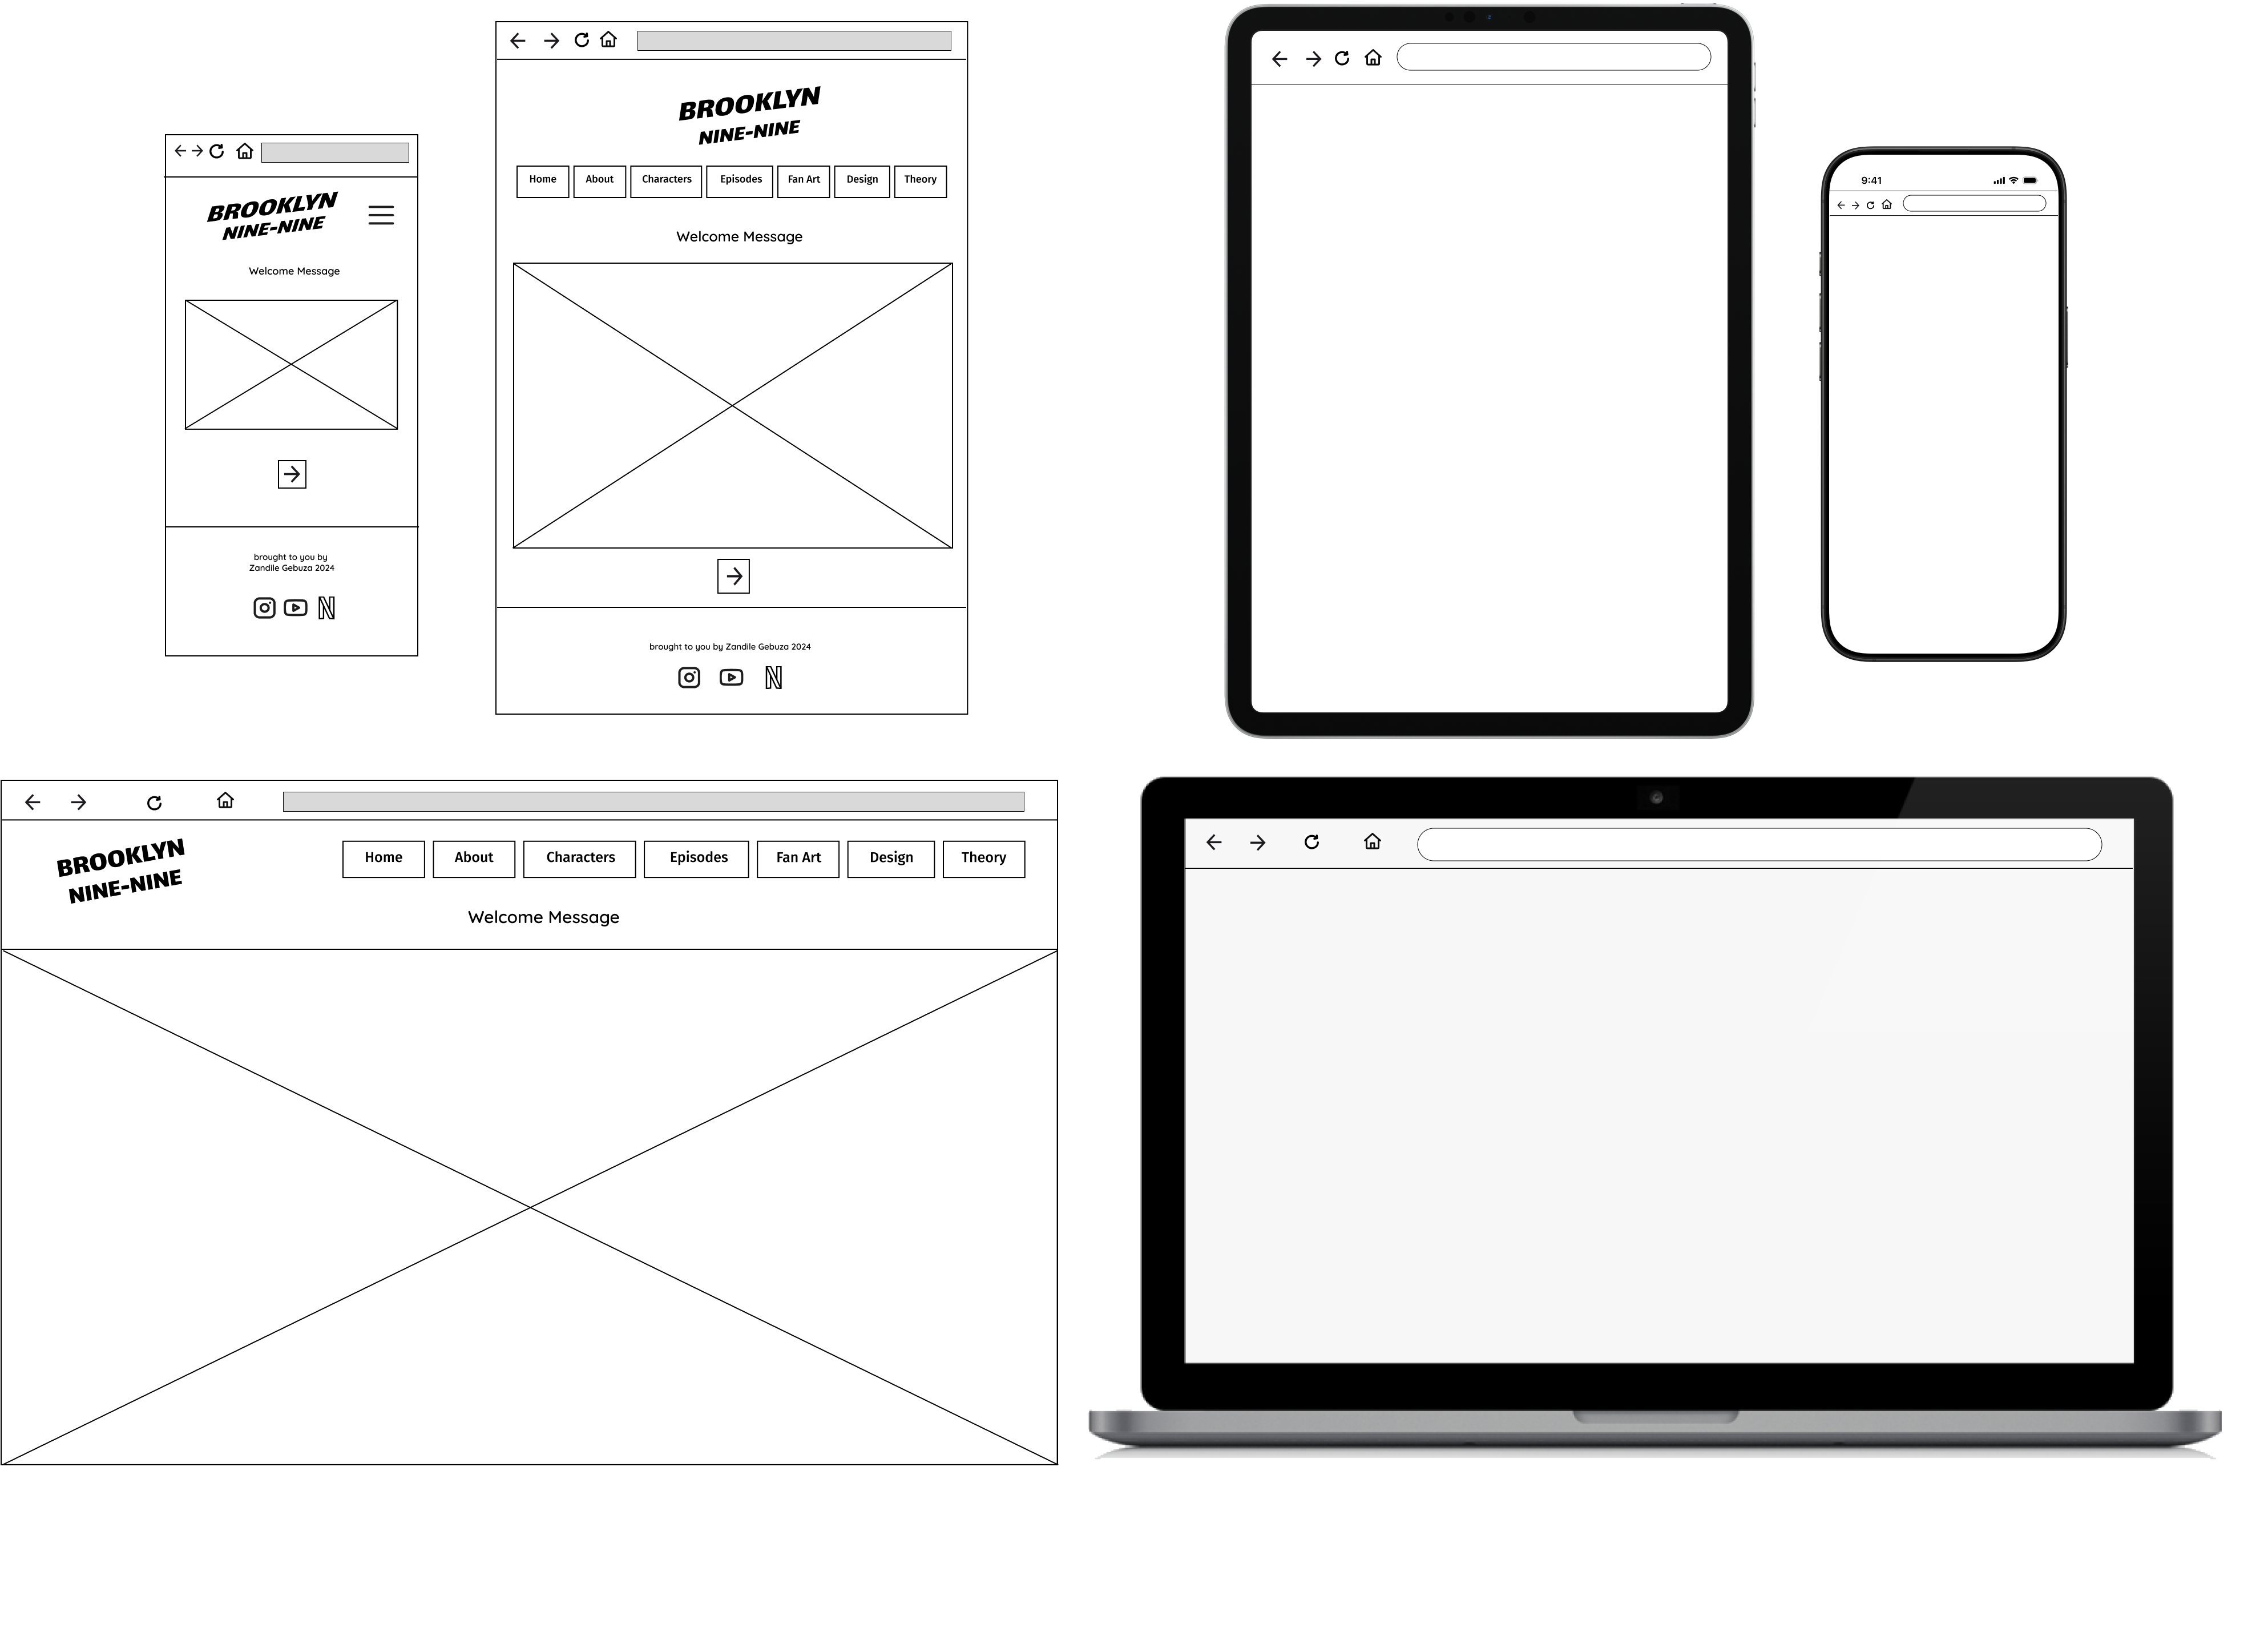 BROOKLYN
NINE-NINE
Welcome Message
brought to you by
Zandile Gebuza 2024
BROOKLYN
NINE-NINE
Home About Characters Episodes Fan Art Design Theory
Welcome Message
brought to you by Zandile Gebuza 2024
9:41
BROOKLYN
NINE-NINE
Home About Characters Episodes Fan Art Design Theory
Welcome Message